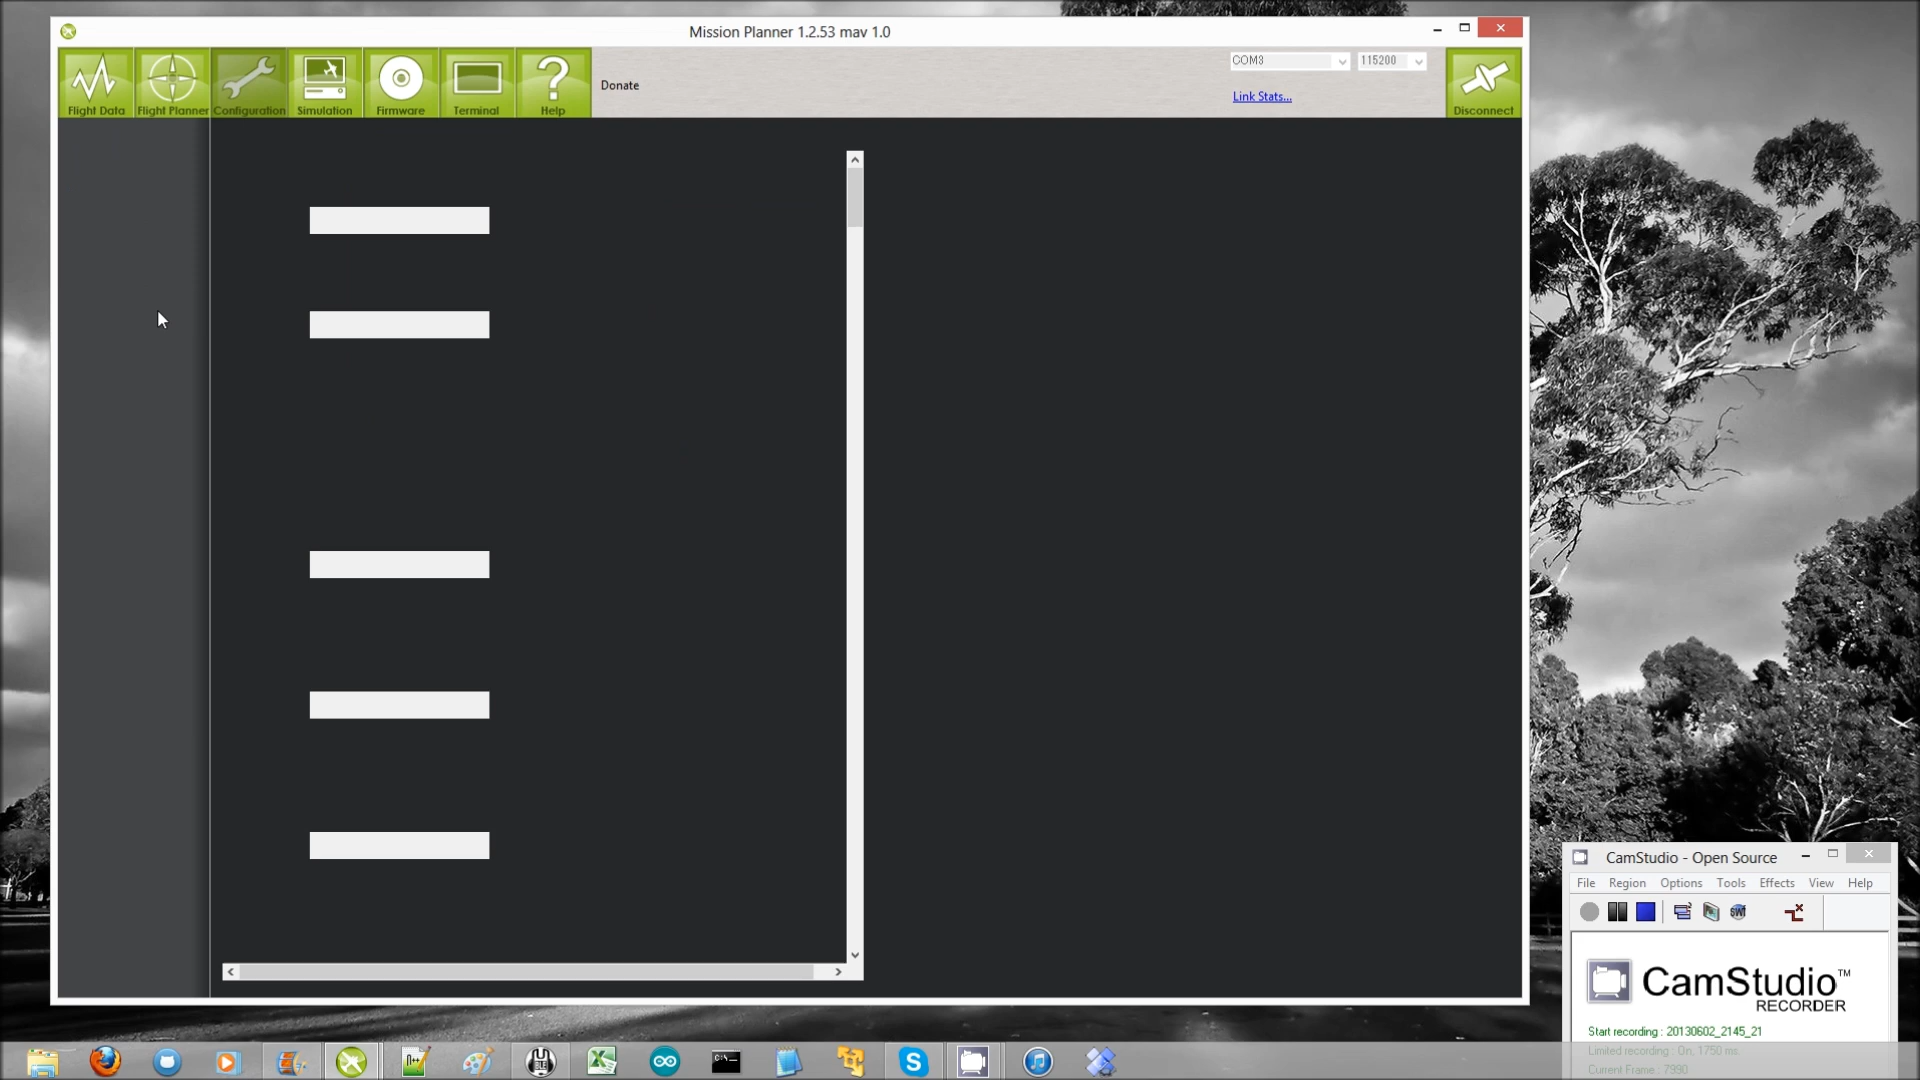 Mission Planner 1.2.53 mav 1.0
Flight Data
Flight Planner
Configuration
Simulation
Firmware
Terminal
Help
Donate
COM3
115200
Link Stats...
Disconnect
CamStudio - Open Source
File Region Options Tools Effects View Help
SWf
CamStudio™
RECORDER
Start recording : 20130602_2145_21
Limited recording : On, 1750 ms
Current Frame : 7990
C:\